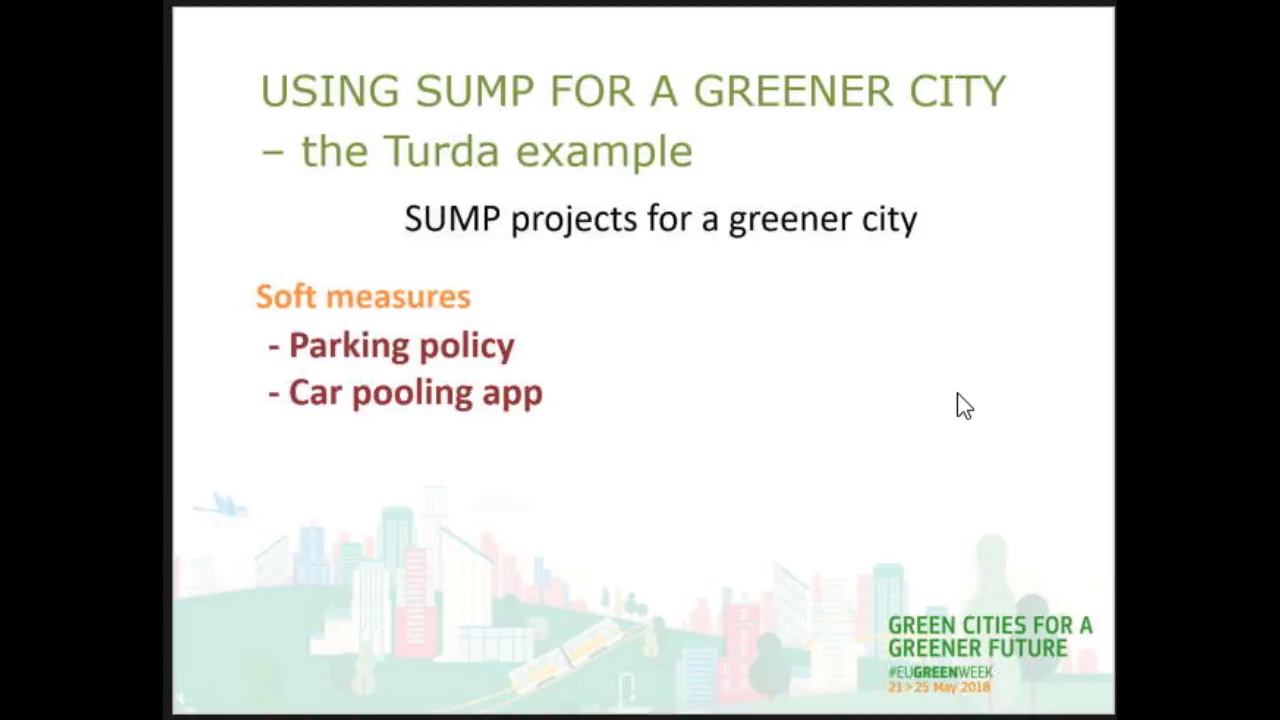 USING SUMP FOR A GREENER CITY
– the Turda example
SUMP projects for a greener city
Soft measures
- Parking policy
- Car pooling app
GREEN CITIES FOR A
GREENER FUTURE
#EUGREENWEEK
21 > 25 May 2018